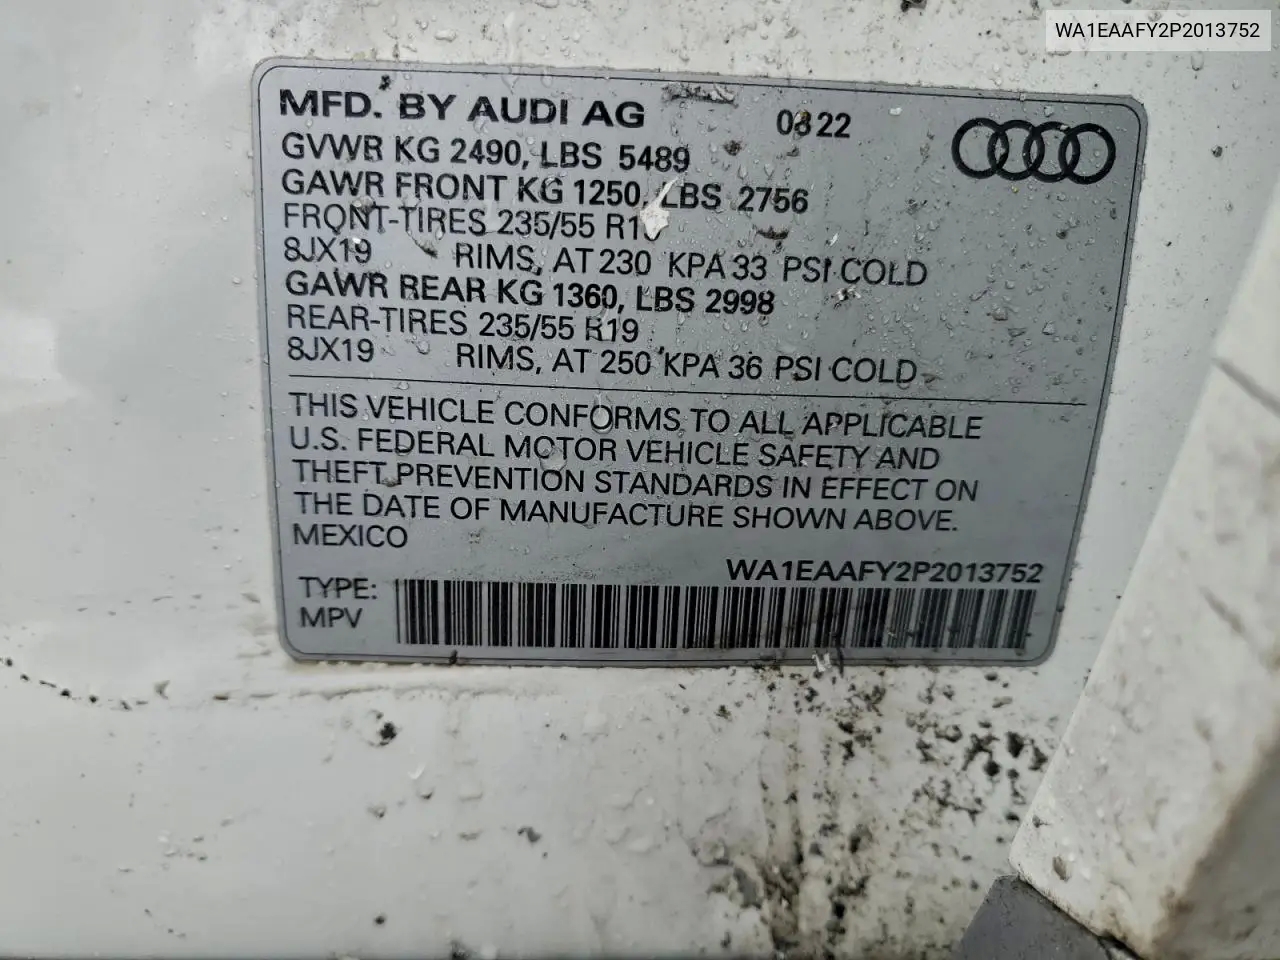 WA1EAAFY2P2013752
MFD. BY AUDI AG
GVWR KG 2490, LBS 5489
GAWR FRONT KG 1250, LBS 2756
FRONT-TIRES 235/55
8JX19 RIMS, AT 230 KPA 33 PSI COLD
GAWR REAR KG 1360, LBS 2998
REAR-TIRES 235/55 R19
8JX19 RIMS, AT 250 KPA 36 PSI COLD
THIS VEHICLE CONFORMS TO ALL APPLICABLE
U.S. FEDERAL MOTOR VEHICLE SAFETY AND
THEFT PREVENTION STANDARDS IN EFFECT ON
THE DATE OF MANUFACTURE SHOWN ABOVE.
MEXICO
WA1EAAFY2P2013752
TYPE:
MPV